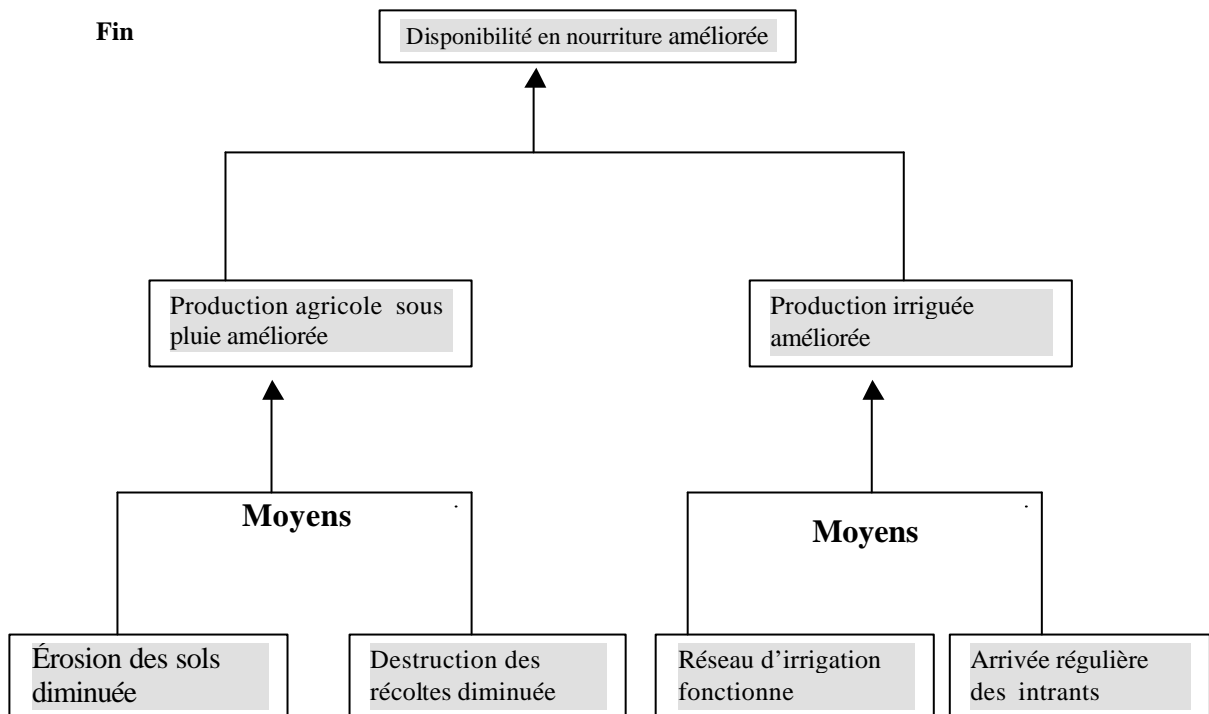 Fin
Disponibilité en nourriture améliorée
Production agricole sous
pluie améliorée
Production irriguée
améliorée
Moyens
Moyens
Érosion des sols
diminuée
Destruction des
récoltes diminuée
Réseau d’irrigation
fonctionne
Arrivée régulière
des intrants